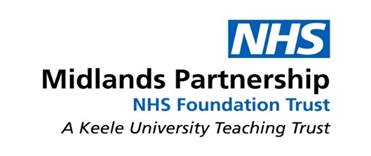 NHS
Midlands Partnership
NHS Foundation Trust
A Keele University Teaching Trust